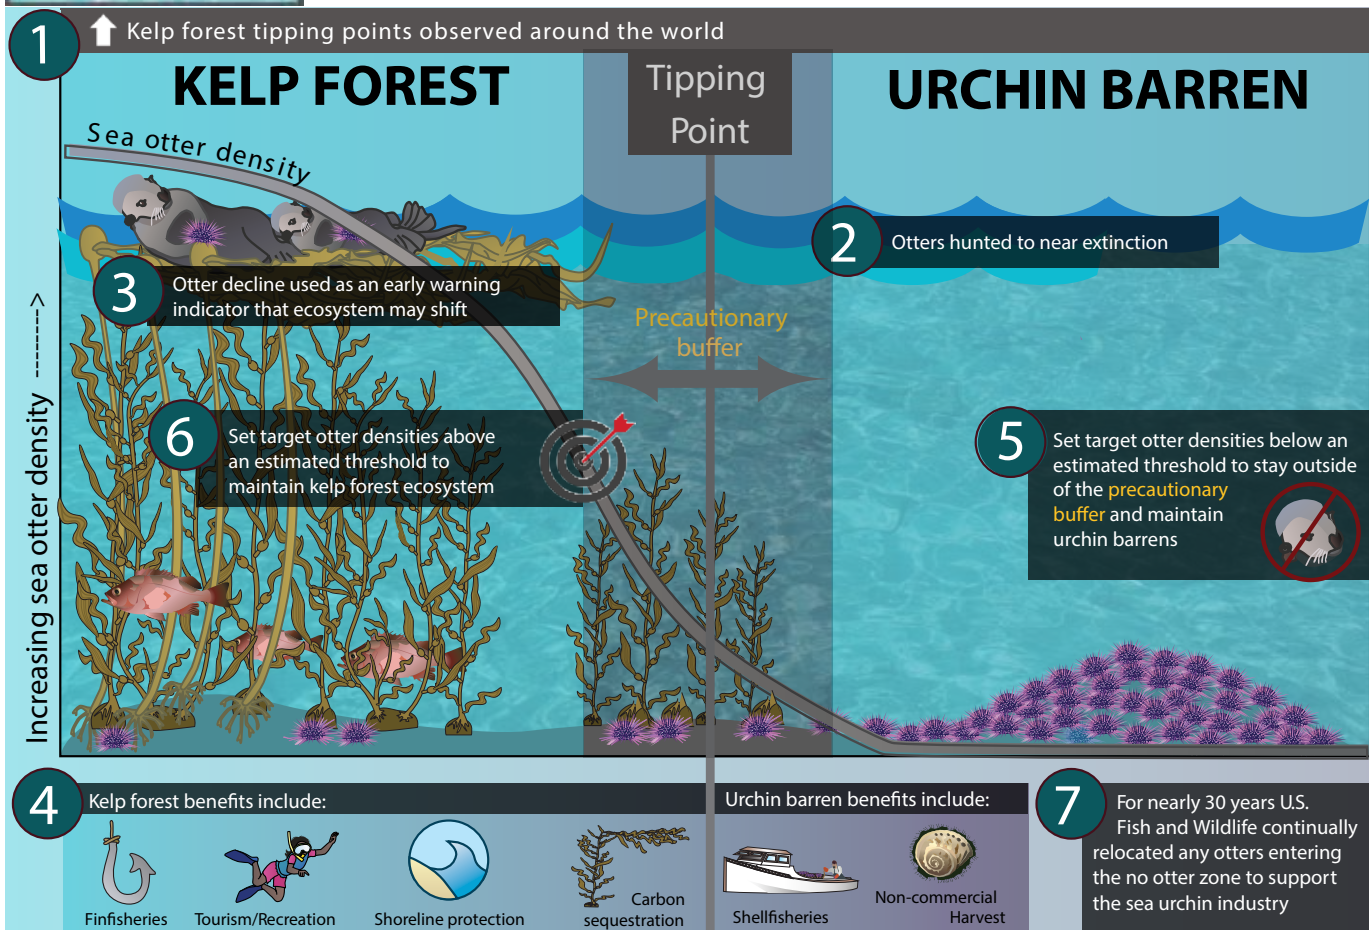 1
Kelp forest tipping points observed around the world
KELP FOREST
Tipping
Point
URCHIN BARREN
Sea otter density
2
Otters hunted to near extinction
3
Otter decline used as an early warning
indicator that ecosystem may shift
Precautionary
buffer
Increasing sea otter density --------->
6
Set target otter densities above
an estimated threshold to
maintain kelp forest ecosystem
5
Set target otter densities below an
estimated threshold to stay outside
of the precautionary
buffer and maintain
urchin barrens
4
Kelp forest benefits include:
Finfisheries
Tourism/Recreation
Shoreline protection
Carbon
sequestration
Urchin barren benefits include:
Shellfisheries
Non-commercial
Harvest
7
For nearly 30 years U.S.
Fish and Wildlife continually
relocated any otters entering
the no otter zone to support
the sea urchin industry